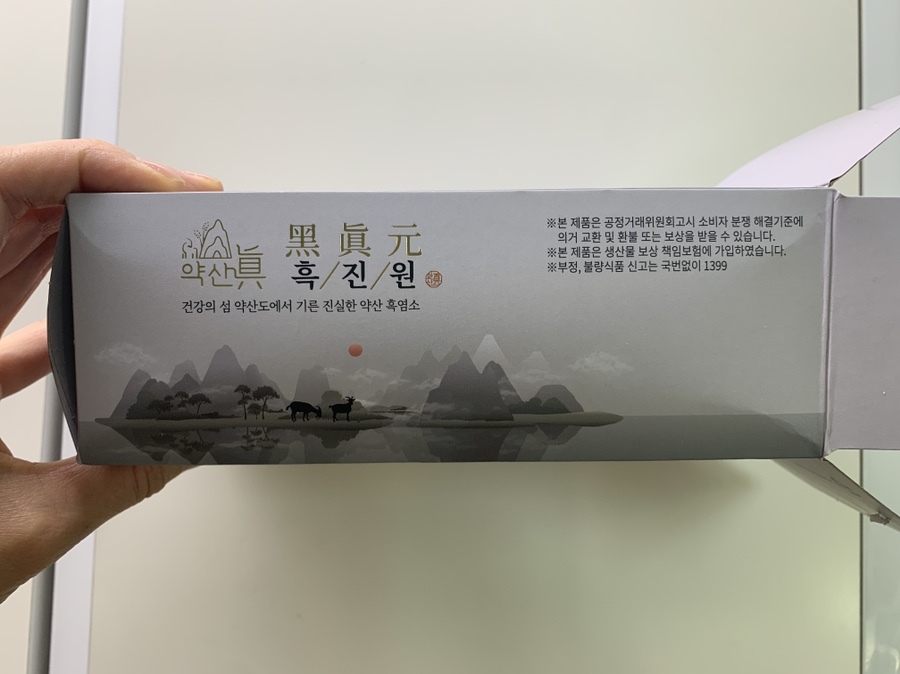 약산眞
黑眞元
흑/진/원
건강의 섬 약산도에서 기른 진실한 약산 흑염소
※본 제품은 공정거래위원회고시 소비자 분쟁 해결기준에
의거 교환 및 환불 또는 보상을 받을 수 있습니다.
※본 제품은 생산물 보상 책임보험에 가입하였습니다.
※부정, 불량식품 신고는 국번없이 1399